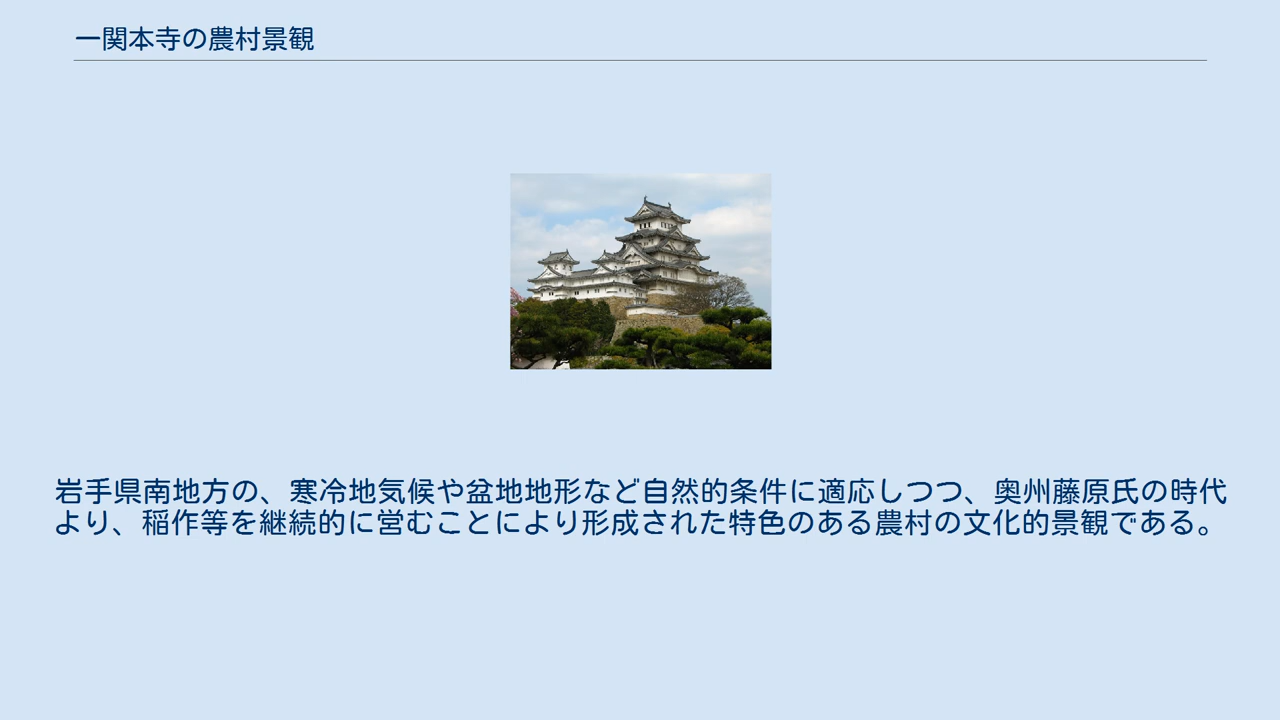 一関本寺の農村景観
岩手県南地方の、寒冷地気候や盆地地形など自然的条件に適応しつつ、奥州藤原氏の時代
より、稲作等を継続的に営むことにより形成された特色のある農村の文化的景観である。